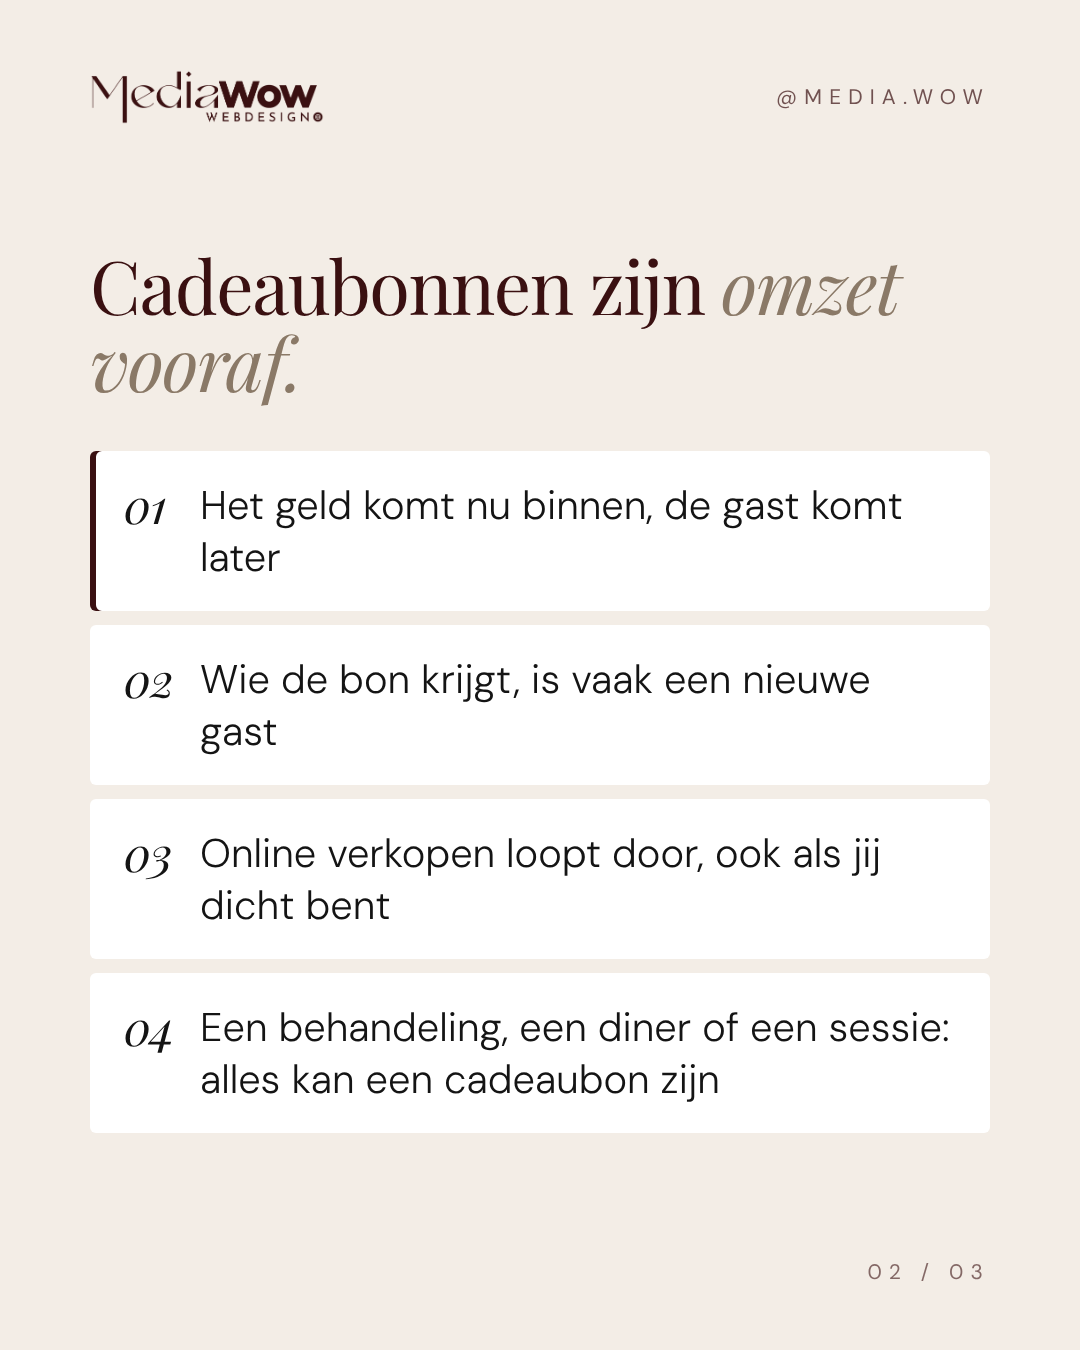 MediaWow
WEBDESIGN
@MEDIA.WOW
Cadeaubonnen zijn omzet
vooraf.
01 Het geld komt nu binnen, de gast komt
later
02 Wie de bon krijgt, is vaak een nieuwe
gast
03 Online verkopen loopt door, ook als jij
dicht bent
04 Een behandeling, een diner of een sessie:
alles kan een cadeaubon zijn
02 / 03